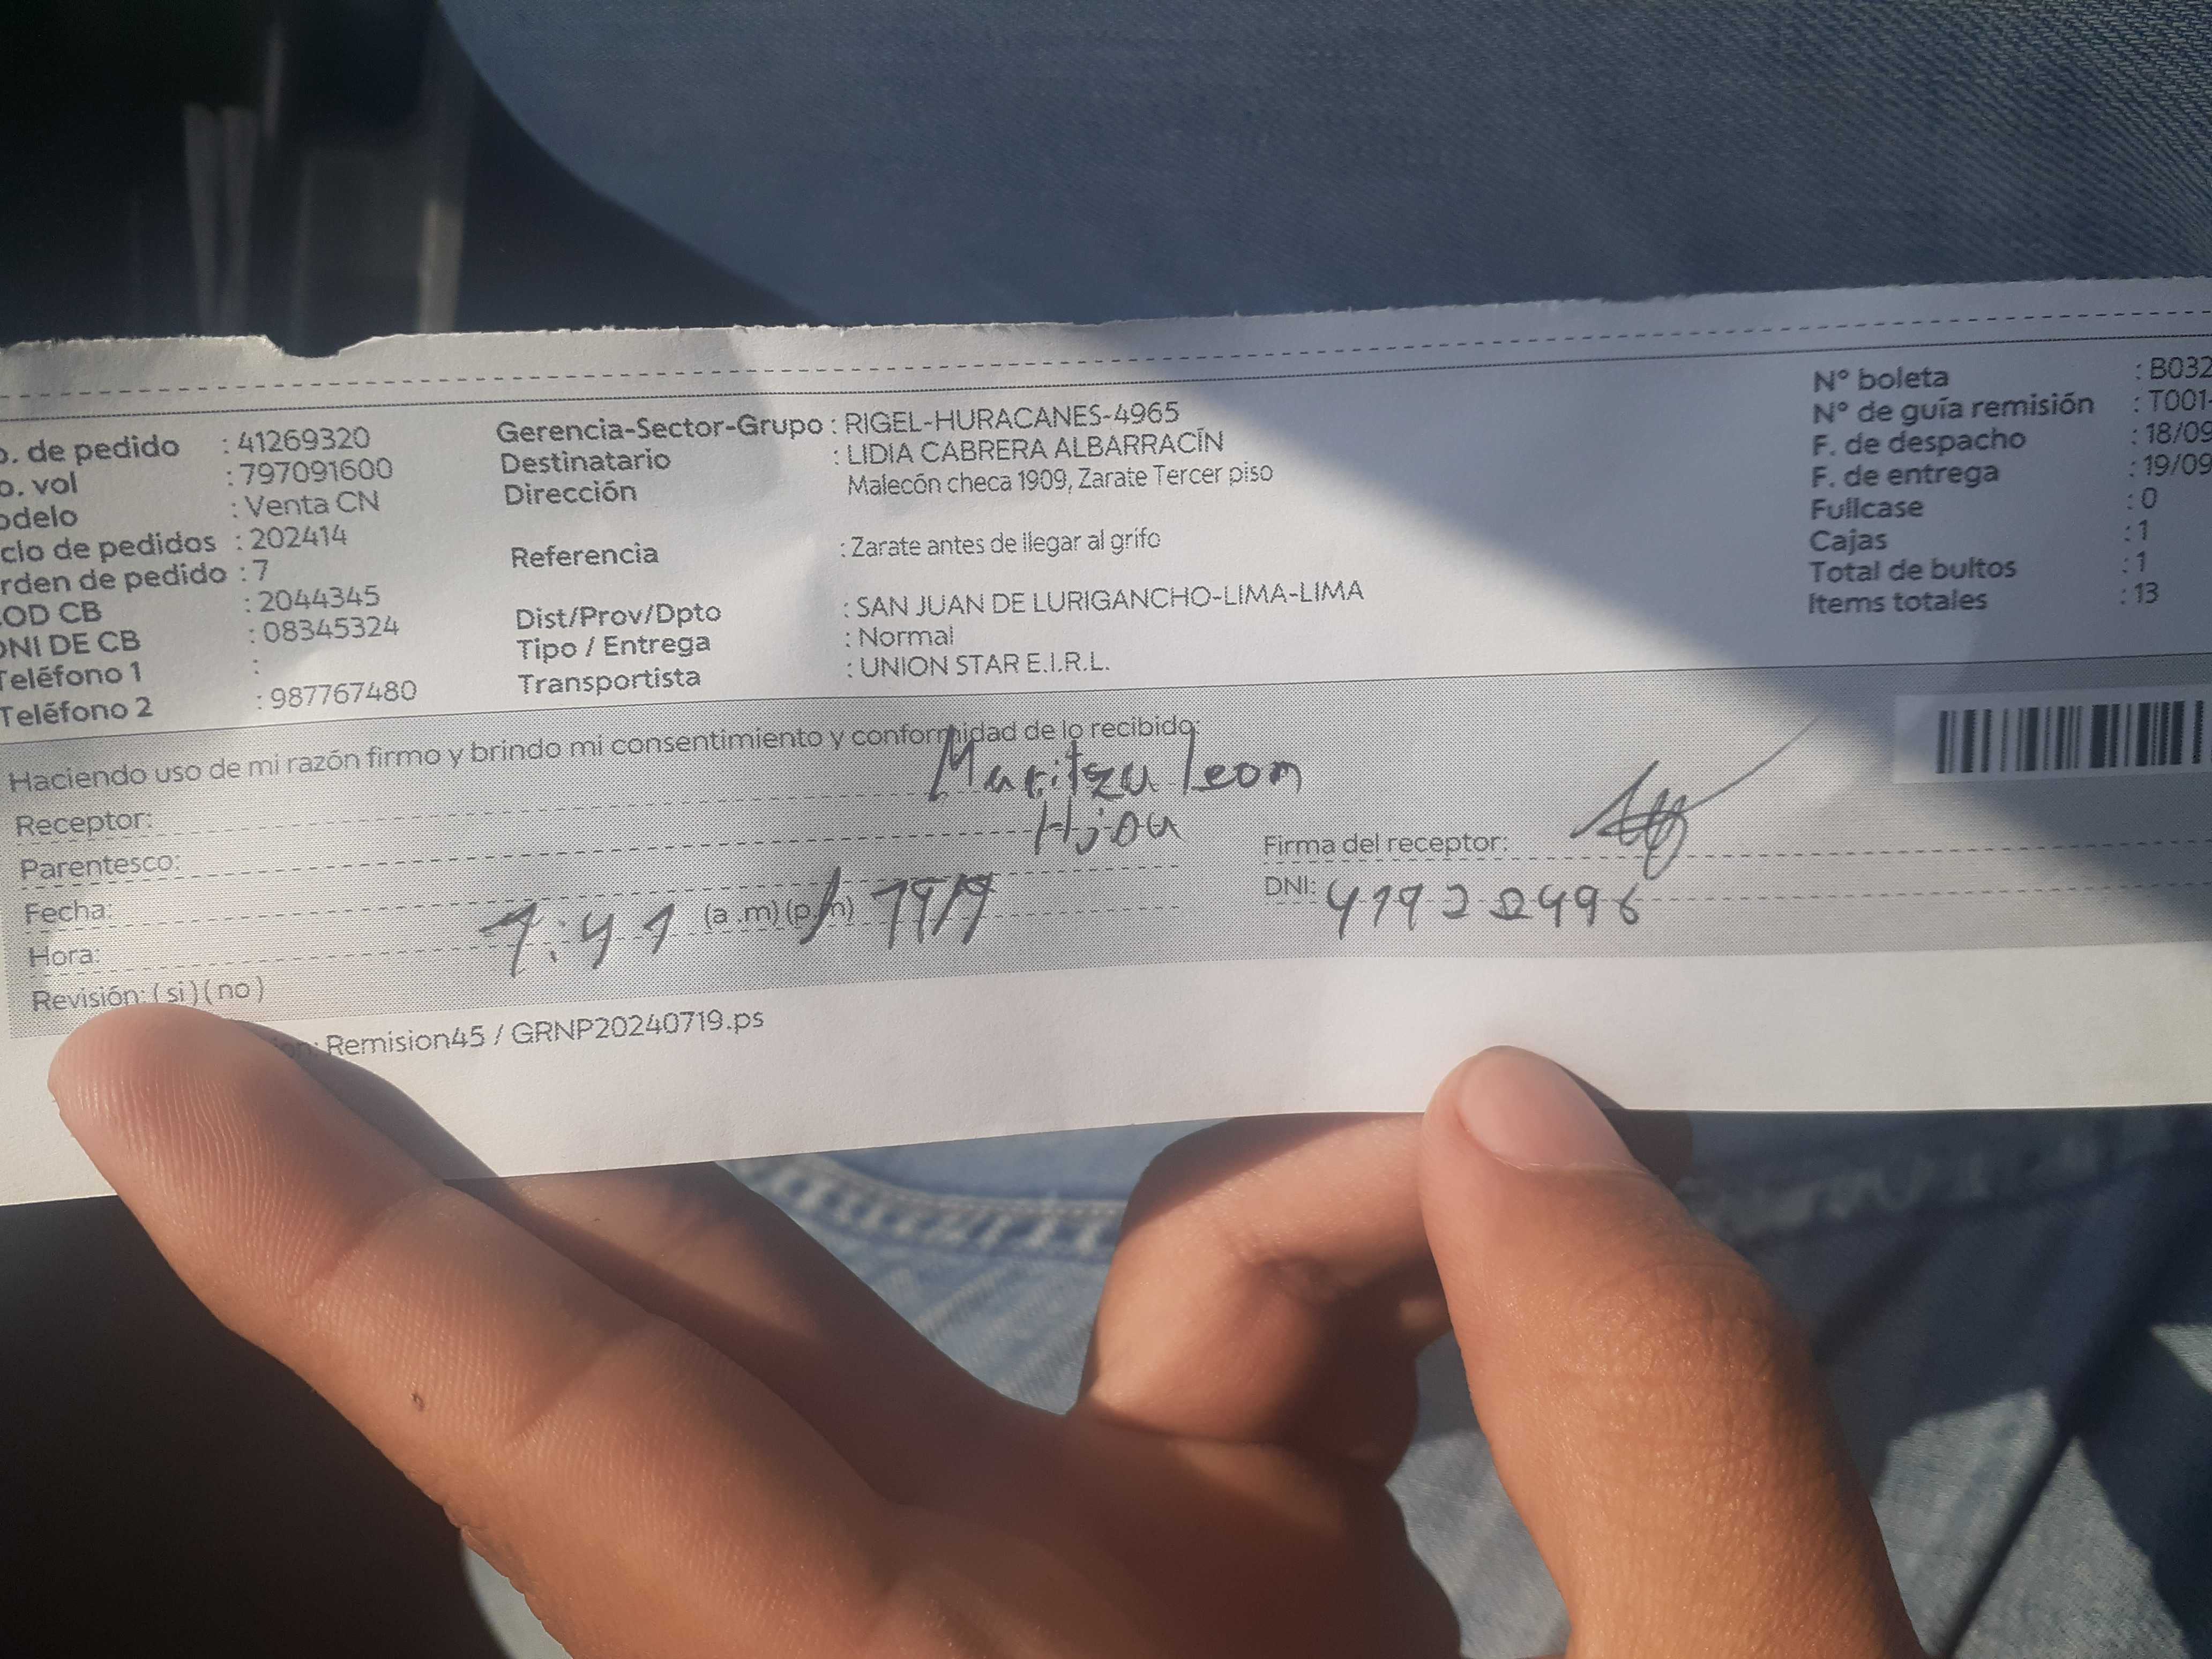 o. de pedido : 41269320
o. vol : 797091600
odelo : Venta CN
clo de pedidos : 202414
rden de pedido : 7
OD CB : 2044345
NI DE CB : 08345324
Teléfono 1 :
Teléfono 2 : 987767480
Gerencia-Sector-Grupo : RIGEL-HURACANES-4965
Destinatario : LIDIA CABRERA ALBARRACÍN
Dirección Malecón checa 1909, Zarate Tercer piso
Referencia : Zarate antes de llegar al grifo
Dist/Prov/Dpto : SAN JUAN DE LURIGANCHO-LIMA-LIMA
Tipo / Entrega : Normal
Transportista : UNION STAR E.I.R.L.
N° boleta : B032
N° de guía remisión : T001-
F. de despacho : 18/09
F. de entrega : 19/09
Fullcase : 0
Cajas : 1
Total de bultos : 1
Items totales : 13
Haciendo uso de mi razón firmo y brindo mi consentimiento y conformidad de lo recibido:
Receptor: Maritza leon
Parentesco: Hjou
Fecha:
Hora: 1:41 (a .m) (p.m) 19/9
Revisión: ( si ) ( no )
Firma del receptor:
DNI:
Remision45 / GRNP20240719.ps